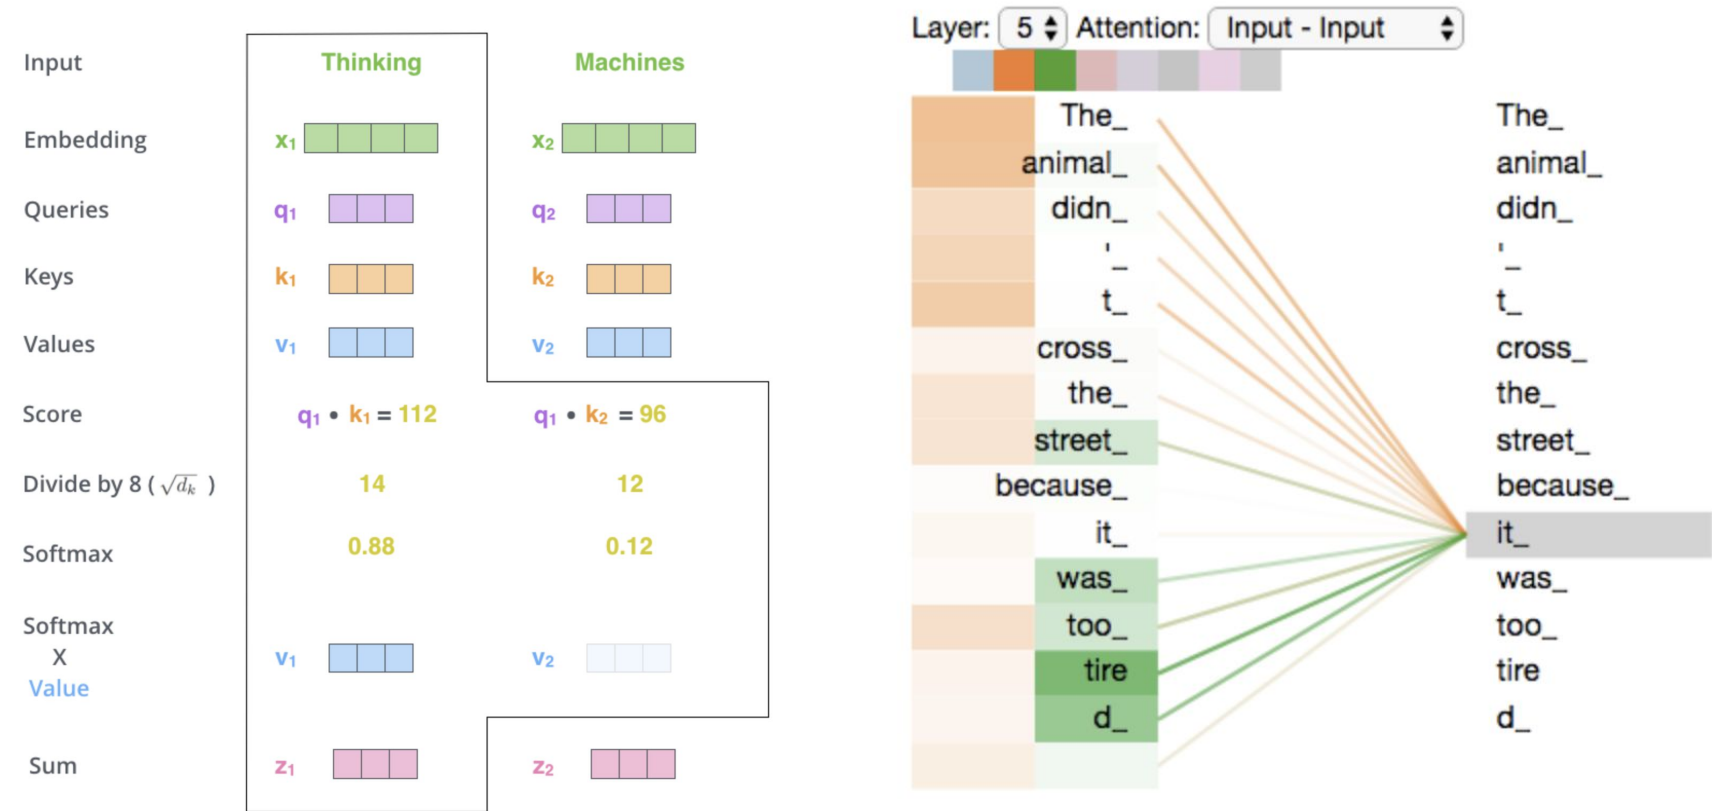 Input Thinking Machines
Embedding x₁ x₂
Queries q₁ q₂
Keys k₁ k₂
Values v₁ v₂
Score q₁ • k₁ = 112 q₁ • k₂ = 96
Divide by 8 ( √dₖ ) 14 12
Softmax 0.88 0.12
Softmax
X v₁ v₂
Value
Sum z₁ z₂
Layer: 5 Attention: Input - Input
The_ The_
animal_ animal_
didn_ didn_
'_ '_
t_ t_
cross_ cross_
the_ the_
street_ street_
because_ because_
it_ it_
was_ was_
too_ too_
tire tire
d_ d_